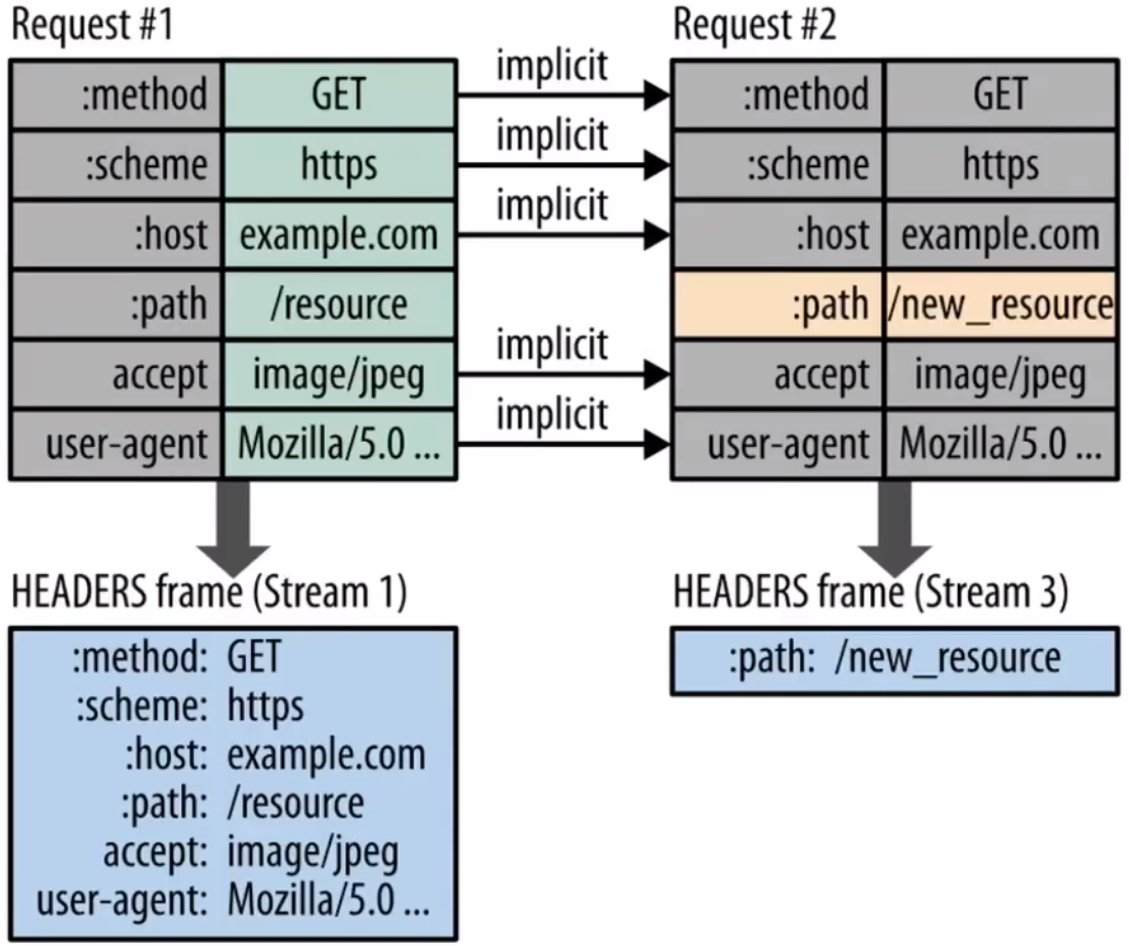 Request #1
:method GET
:scheme https
:host example.com
:path /resource
accept image/jpeg
user-agent Mozilla/5.0 ...
implicit
implicit
implicit
implicit
implicit
Request #2
:method GET
:scheme https
:host example.com
:path /new_resource
accept image/jpeg
user-agent Mozilla/5.0 ...
HEADERS frame (Stream 1)
:method: GET
:scheme: https
:host: example.com
:path: /resource
accept: image/jpeg
user-agent: Mozilla/5.0 ...
HEADERS frame (Stream 3)
:path: /new_resource